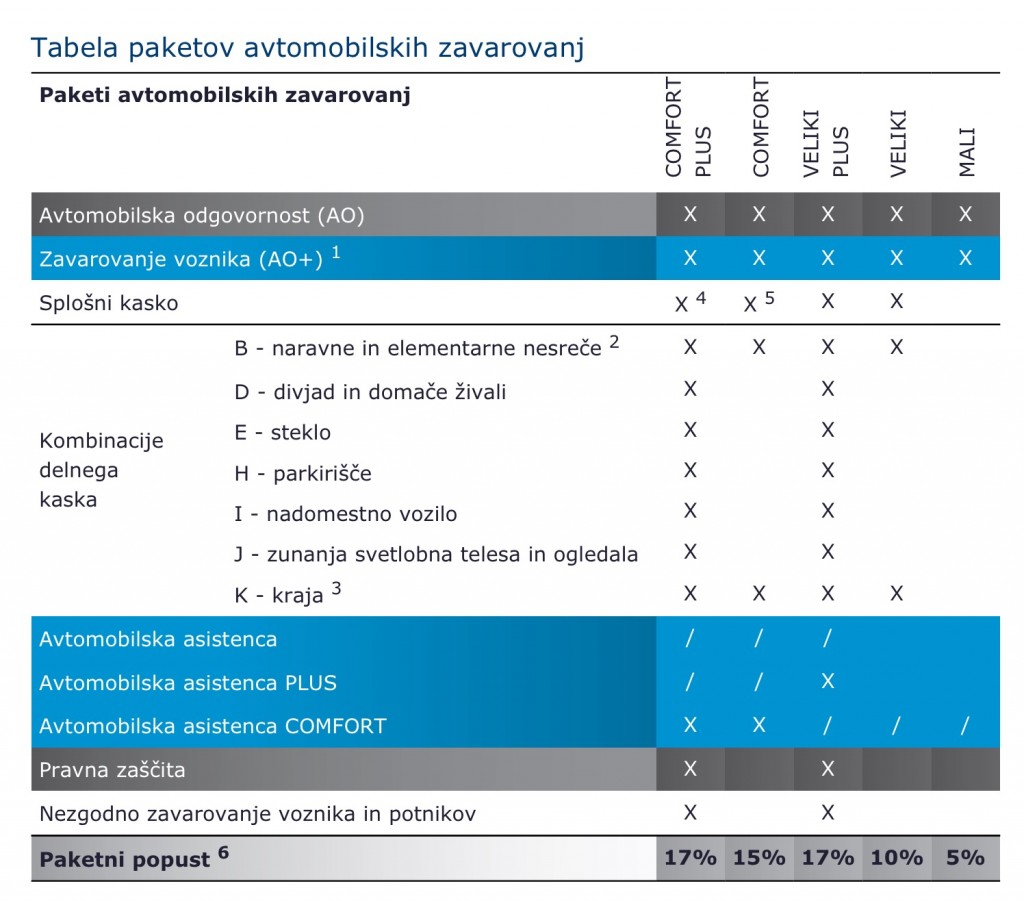 Tabela paketov avtomobilskih zavarovanj
Paketi avtomobilskih zavarovanj COMFORT PLUS COMFORT VELIKI PLUS VELIKI MALI
Avtomobilska odgovornost (AO) X X X X X
Zavarovanje voznika (AO+) 1 X X X X X
Splošni kasko X 4 X 5 X X
Kombinacije delnega kaska
B - naravne in elementarne nesreče 2 X X X X
D - divjad in domače živali X X
E - steklo X X
H - parkirišče X X
I - nadomestno vozilo X X
J - zunanja svetlobna telesa in ogledala X X
K - kraja 3 X X X X
Avtomobilska asistenca / / /
Avtomobilska asistenca PLUS / / X
Avtomobilska asistenca COMFORT X X / / /
Pravna zaščita X X
Nezgodno zavarovanje voznika in potnikov X X
Paketni popust 6 17% 15% 17% 10% 5%